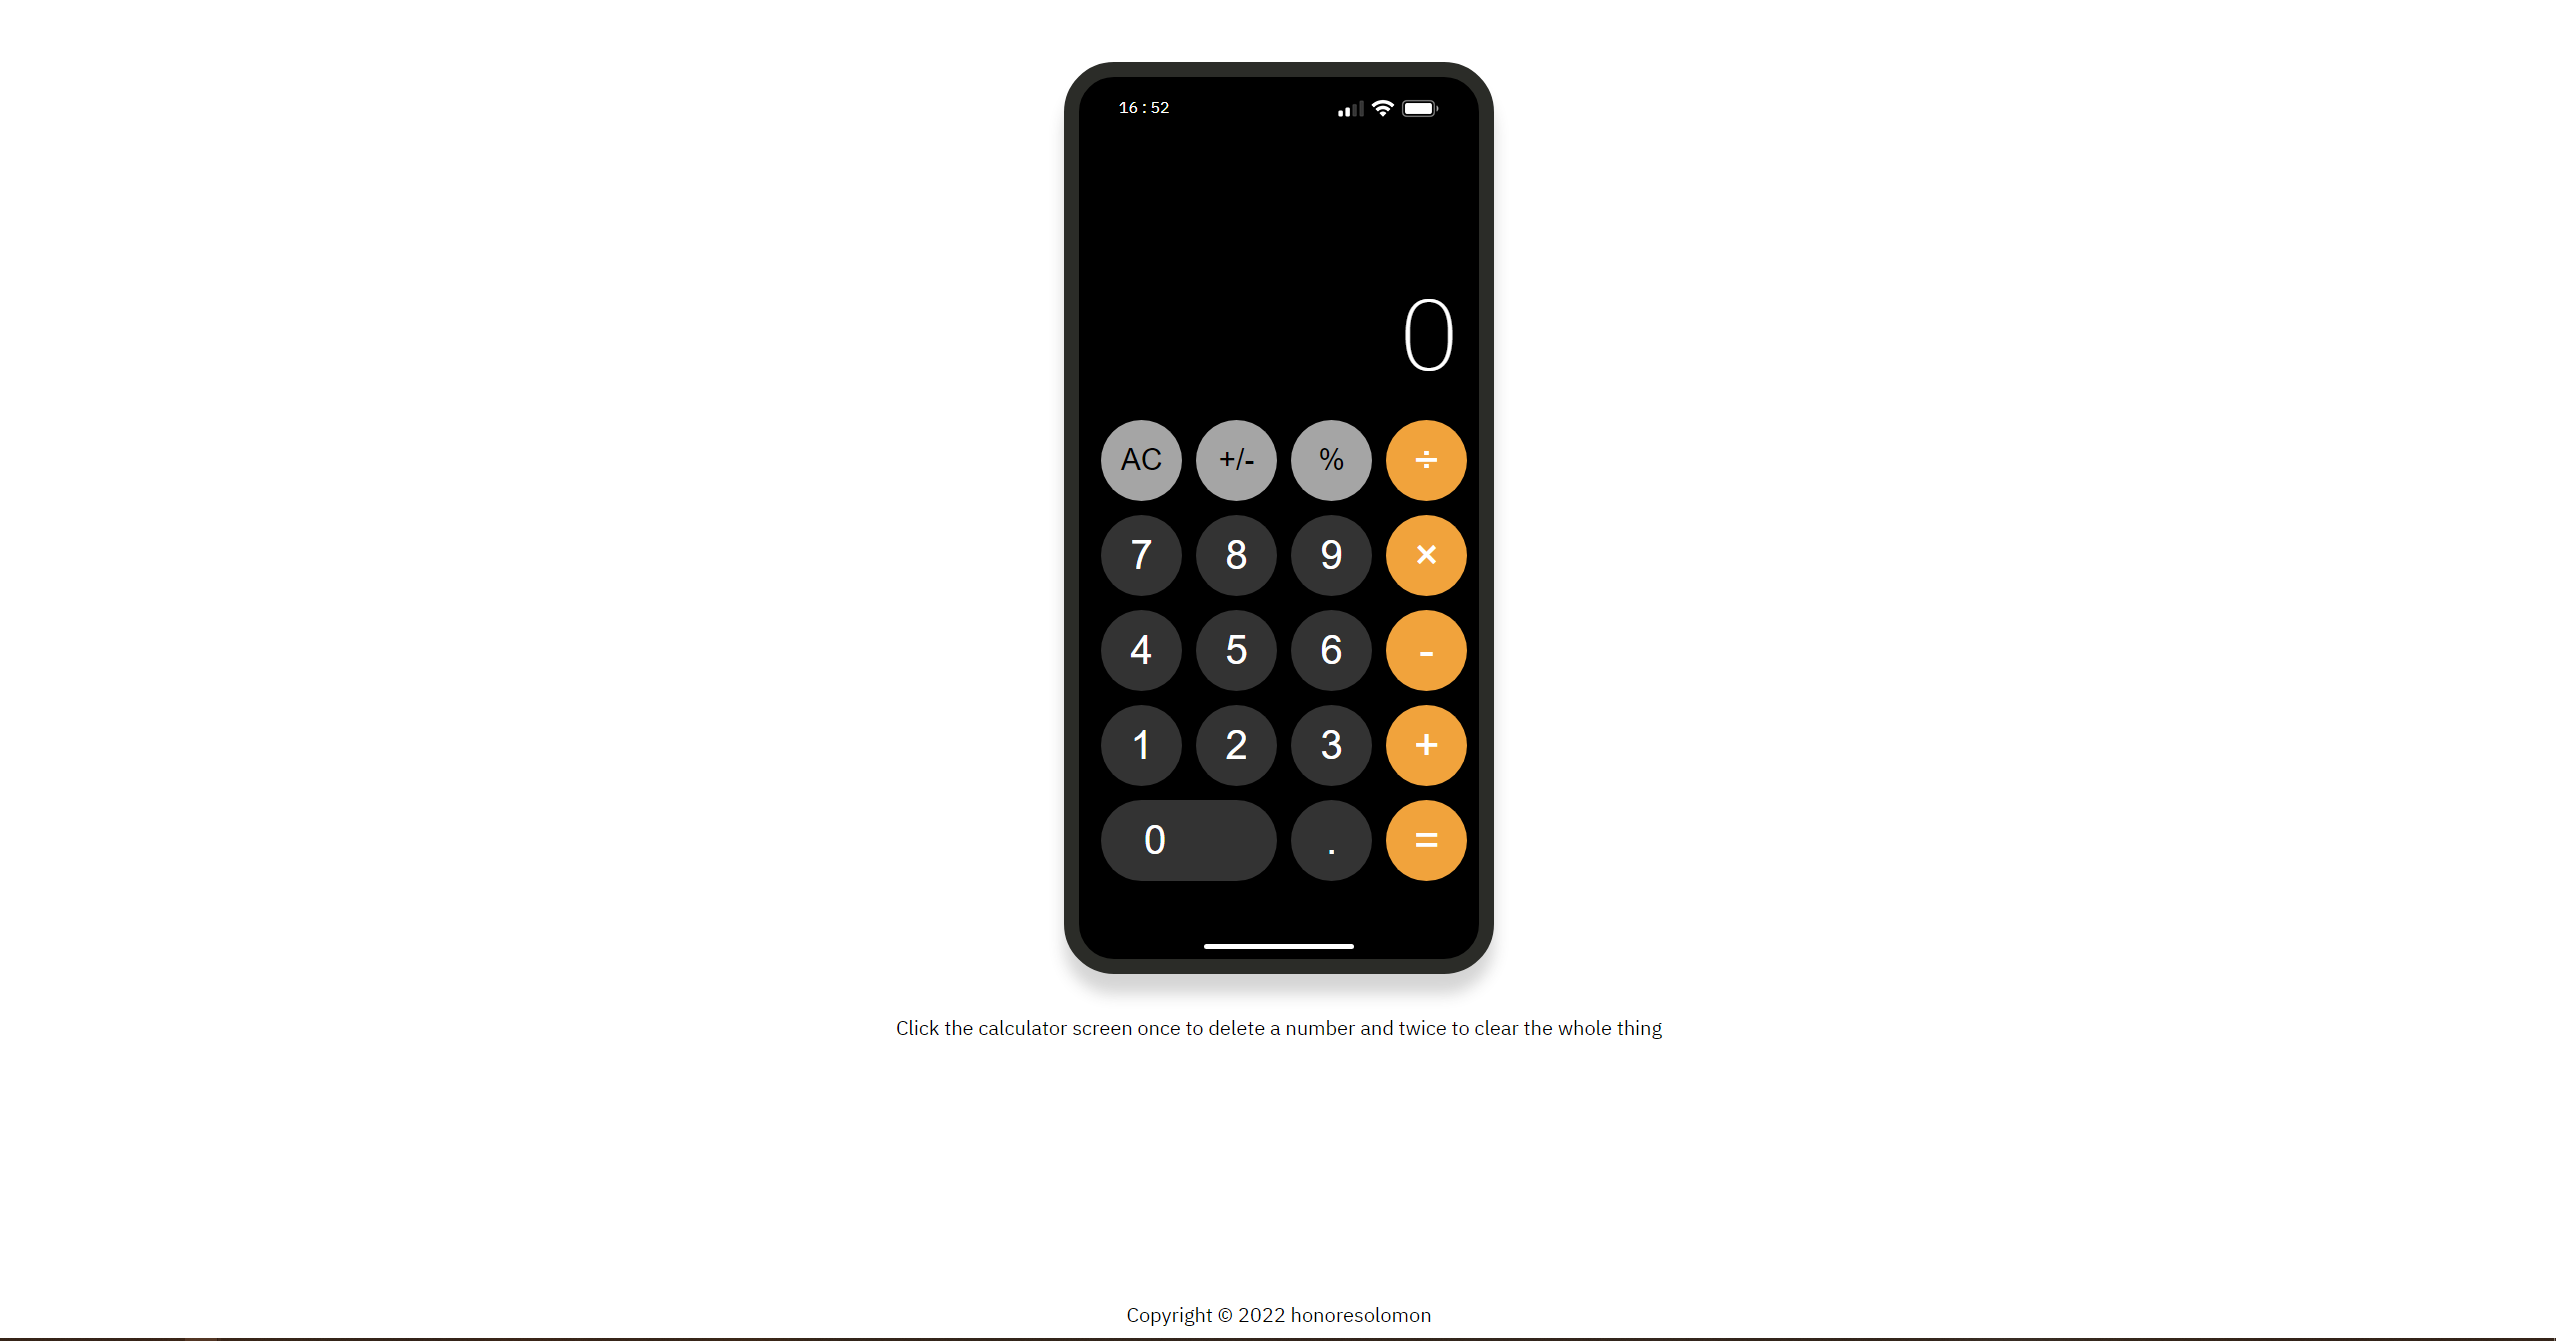 16:52
0
AC +/- % ÷
7 8 9 ×
4 5 6 -
1 2 3 +
0 . =
Click the calculator screen once to delete a number and twice to clear the whole thing
Copyright © 2022 honoresolomon